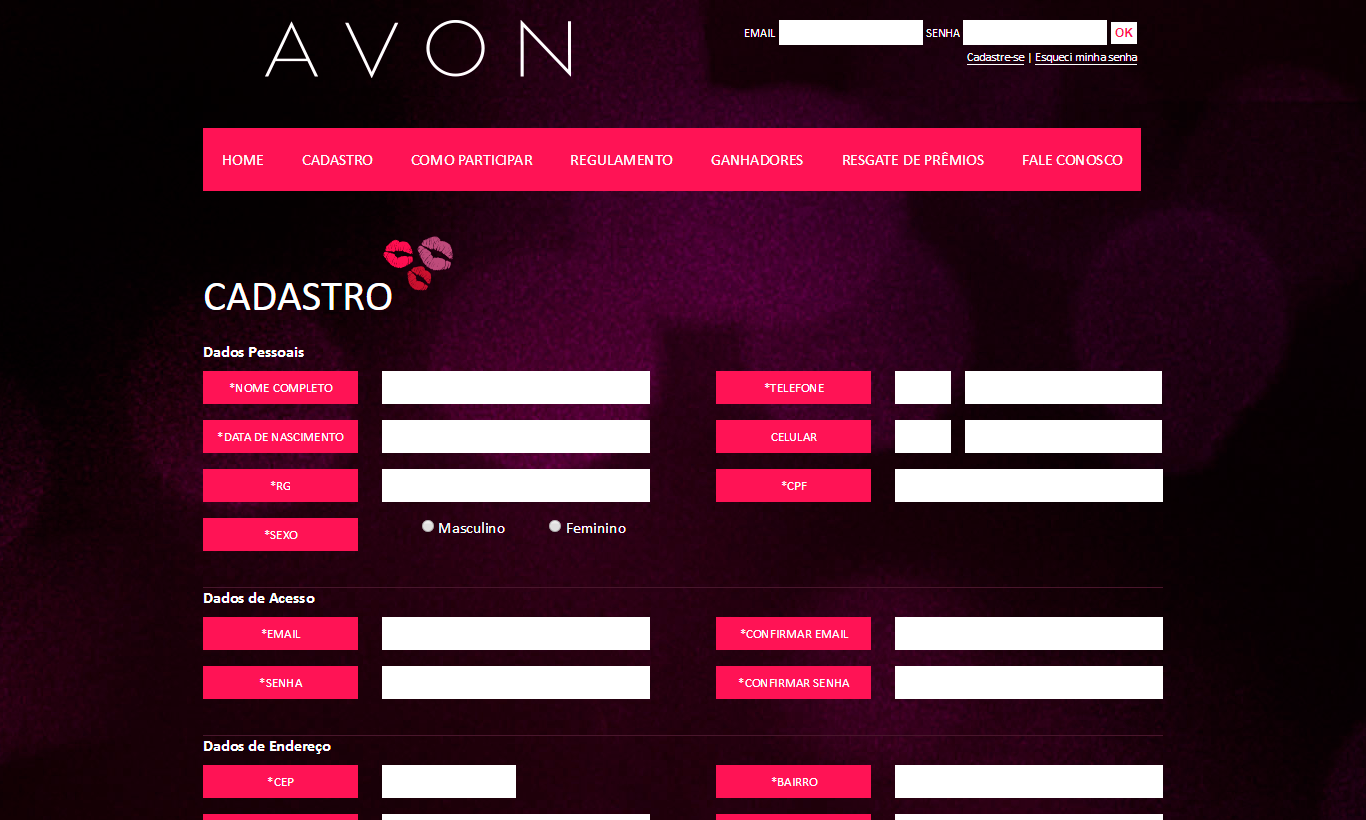 AVON
EMAIL SENHA OK
Cadastre-se | Esqueci minha senha
HOME CADASTRO COMO PARTICIPAR REGULAMENTO GANHADORES RESGATE DE PRÊMIOS FALE CONOSCO
CADASTRO
Dados Pessoais
*NOME COMPLETO *TELEFONE
*DATA DE NASCIMENTO CELULAR
*RG *CPF
*SEXO Masculino Feminino
Dados de Acesso
*EMAIL *CONFIRMAR EMAIL
*SENHA *CONFIRMAR SENHA
Dados de Endereço
*CEP *BAIRRO